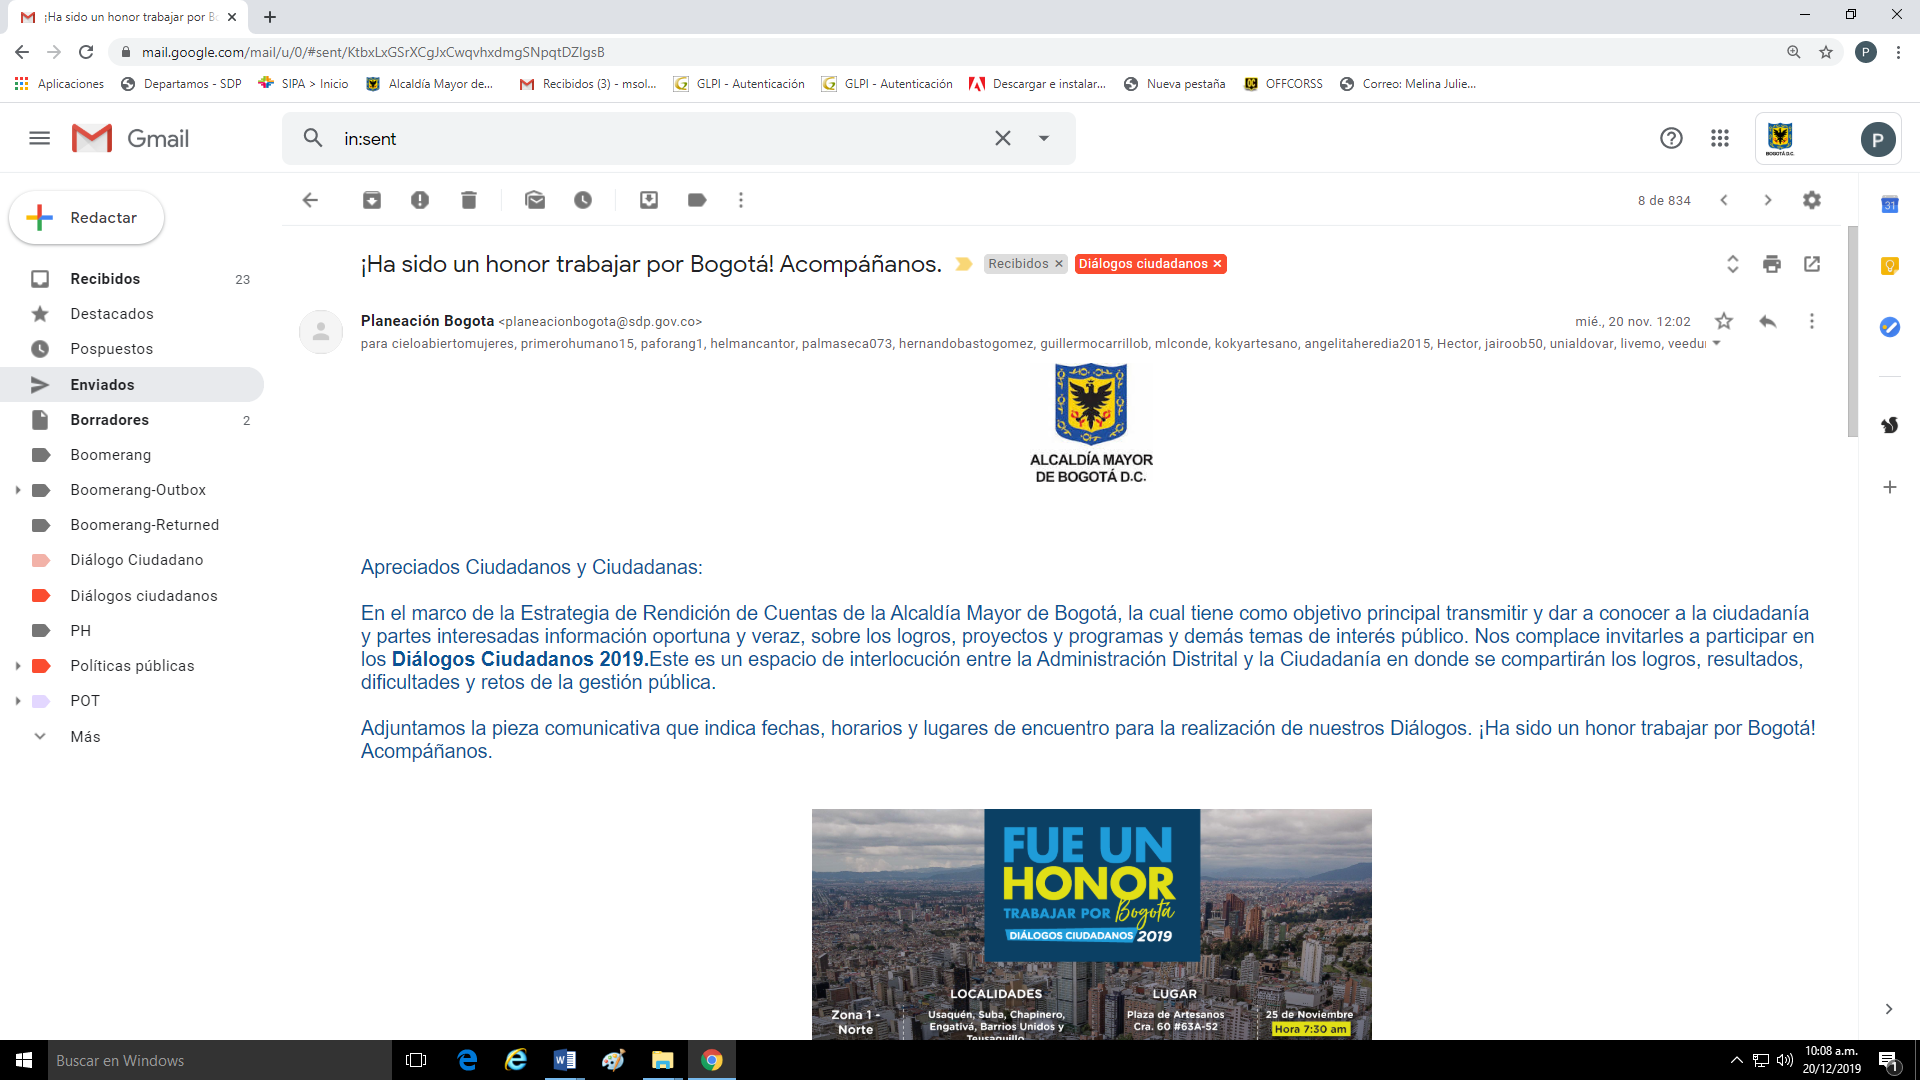 ¡Ha sido un honor trabajar por Bo
mail.google.com/mail/u/0/#sent/KtbxLxGSrXCgJxCwqvhxdmgSNpqtDZlgsB
P
Aplicaciones
Departamos - SDP
SIPA > Inicio
Alcaldía Mayor de...
Recibidos (3) - msol...
GLPI - Autenticación
GLPI - Autenticación
Descargar e instalar...
Nueva pestaña
OFFCORSS
Correo: Melina Julie...
Gmail
in:sent
BOGOTÁ D.C.
P
Redactar
8 de 834
31
¡Ha sido un honor trabajar por Bogotá! Acompáñanos.
Recibidos ×
Diálogos ciudadanos ×
Recibidos 23
Destacados
Pospuestos
Enviados
Borradores 2
Boomerang
Boomerang-Outbox
Boomerang-Returned
Diálogo Ciudadano
Diálogos ciudadanos
PH
Políticas públicas
POT
Más
Planeación Bogota <planeacionbogota@sdp.gov.co>
mié., 20 nov. 12:02
para cieloabiertomujeres, primerohumano15, paforang1, helmancantor, palmaseca073, hernandobastogomez, guillermocarrillob, mlconde, kokyartesano, angelitaheredia2015, Hector, jairoob50, unialdovar, livemo, veedu
ALCALDÍA MAYOR
DE BOGOTÁ D.C.
Apreciados Ciudadanos y Ciudadanas:
En el marco de la Estrategia de Rendición de Cuentas de la Alcaldía Mayor de Bogotá, la cual tiene como objetivo principal transmitir y dar a conocer a la ciudadanía
y partes interesadas información oportuna y veraz, sobre los logros, proyectos y programas y demás temas de interés público. Nos complace invitarles a participar en
los Diálogos Ciudadanos 2019.Este es un espacio de interlocución entre la Administración Distrital y la Ciudadanía en donde se compartirán los logros, resultados,
dificultades y retos de la gestión pública.
Adjuntamos la pieza comunicativa que indica fechas, horarios y lugares de encuentro para la realización de nuestros Diálogos. ¡Ha sido un honor trabajar por Bogotá!
Acompáñanos.
FUE UN
HONOR
TRABAJAR POR Bogotá
DIÁLOGOS CIUDADANOS 2019
LOCALIDADES
LUGAR
Zona 1 -
Norte
Usaquén, Suba, Chapinero,
Engativá, Barrios Unidos y
Teusaquillo
Plaza de Artesanos
Cra. 60 #63A-52
25 de Noviembre
Hora 7:30 am
Buscar en Windows
10:08 a.m.
20/12/2019
1